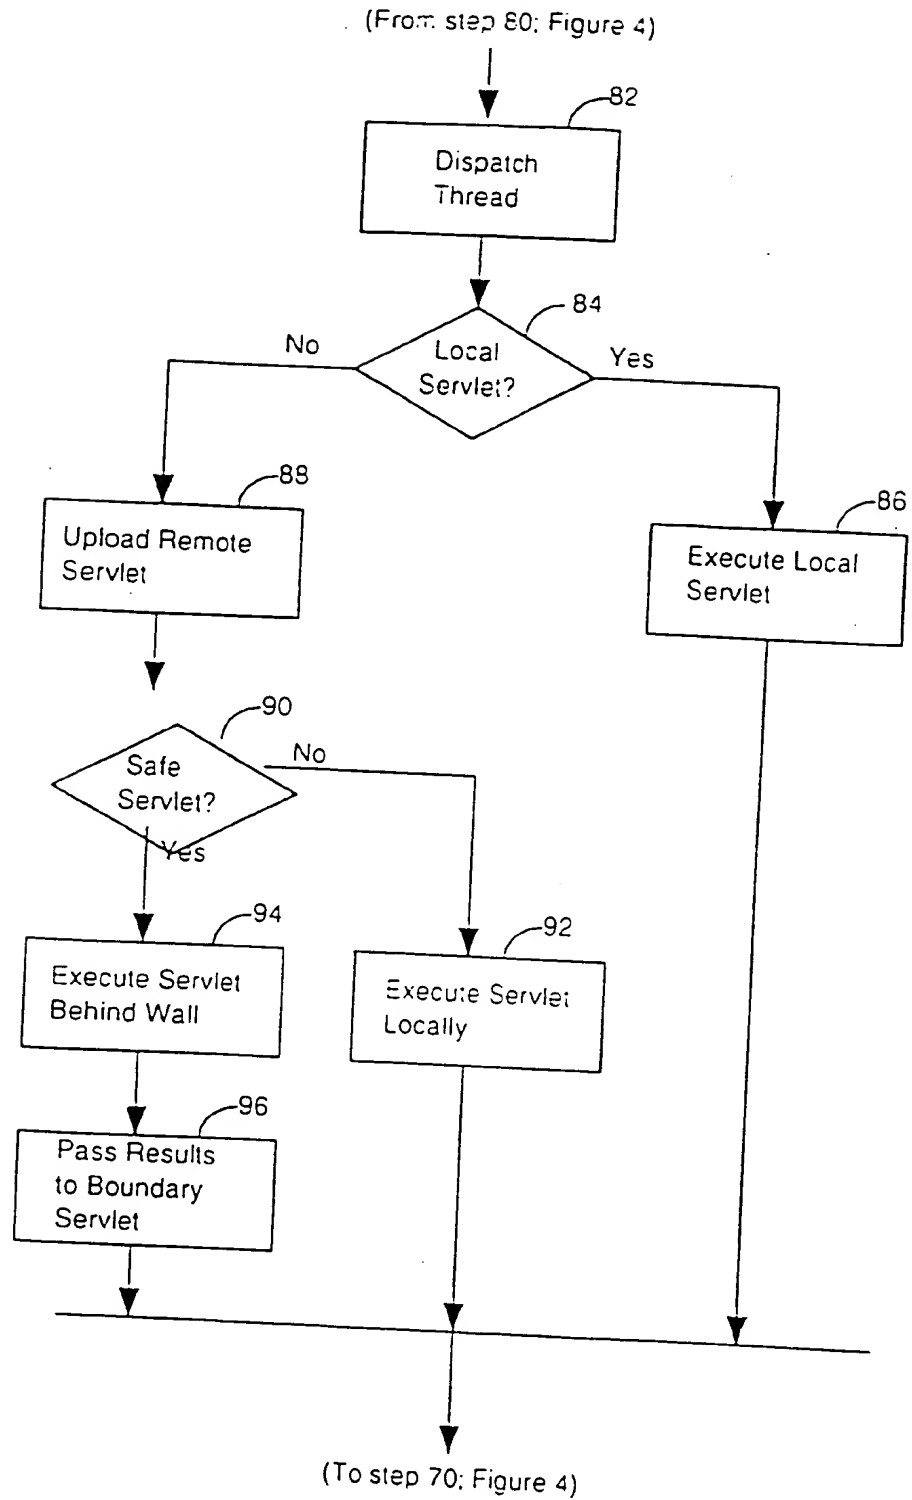 (From step 80; Figure 4)
82
Dispatch
Thread
84
No
Local
Servlet?
Yes
88
Upload Remote
Servlet
86
Execute Local
Servlet
90
Safe
Servlet?
No
Yes
94
Execute Servlet
Behind Wall
92
Execute Servlet
Locally
96
Pass Results
to Boundary
Servlet
(To step 70; Figure 4)